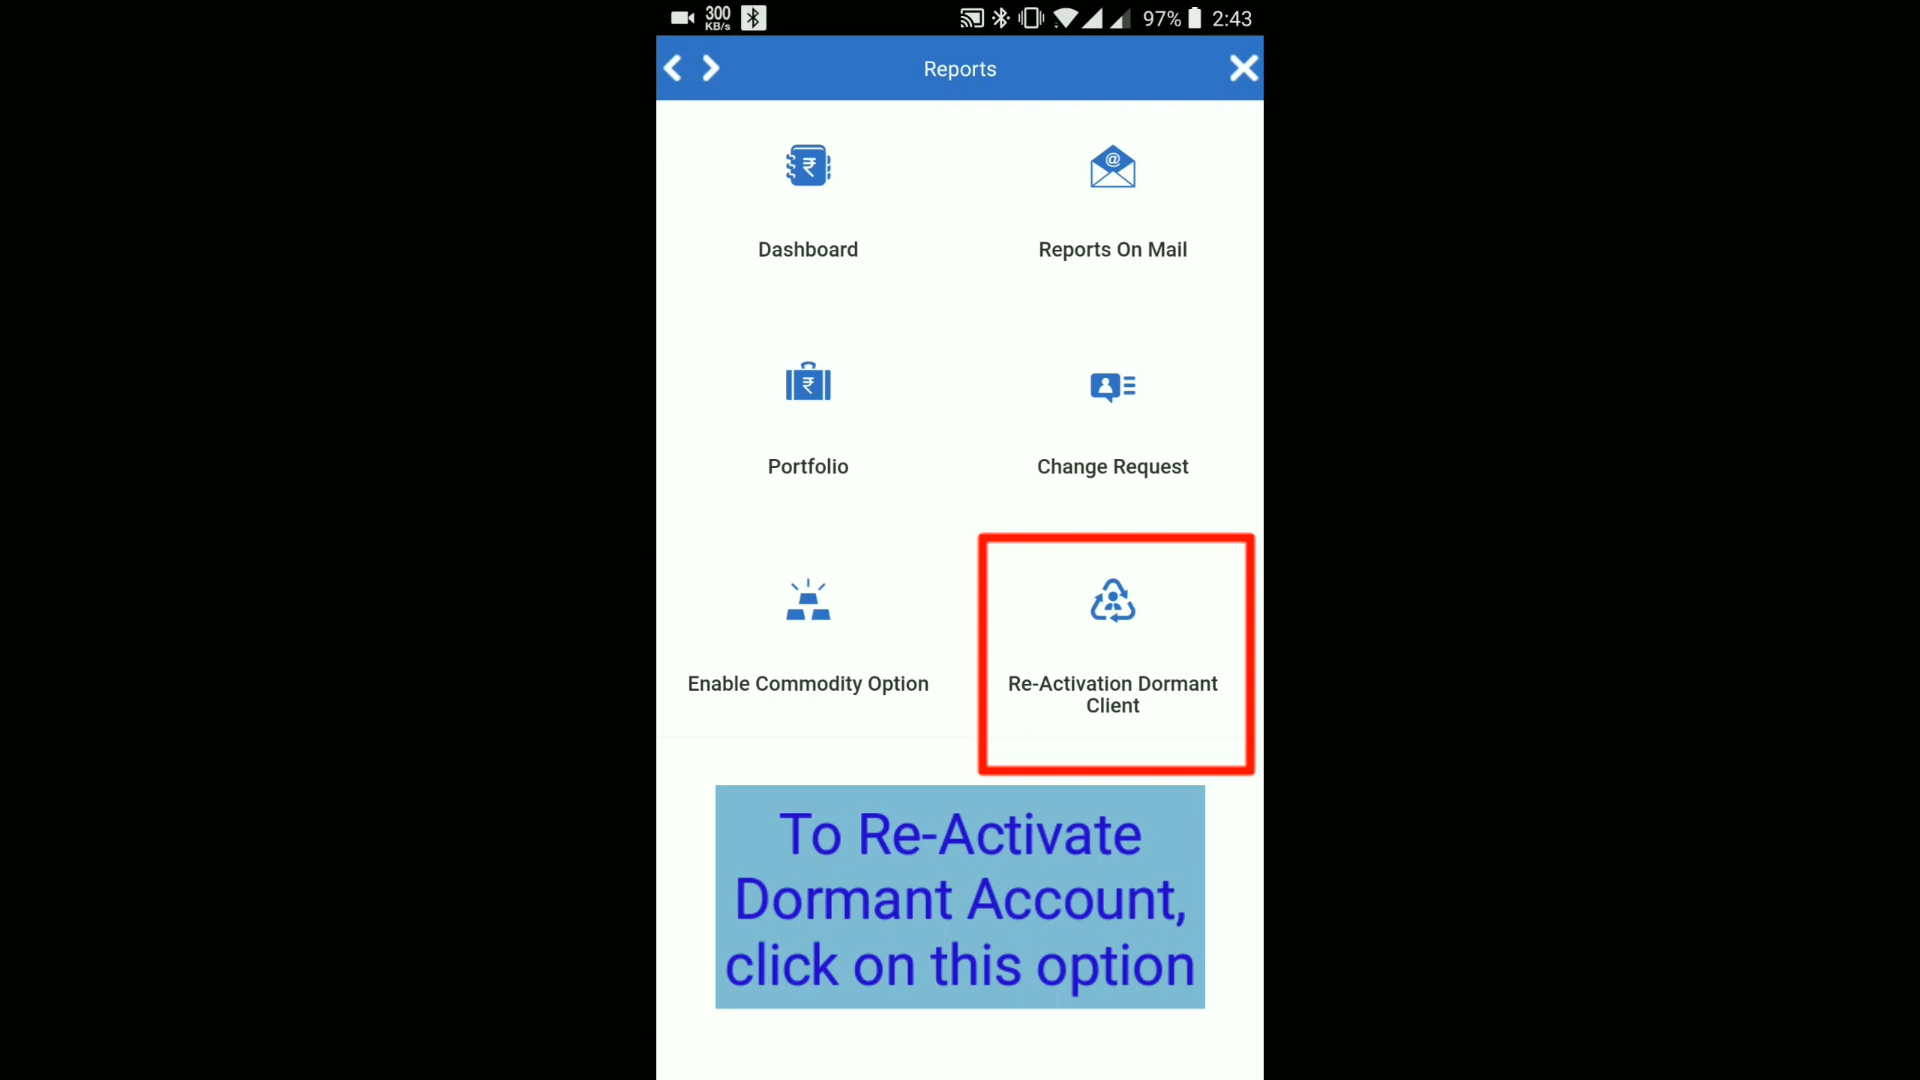 300
KB/s
97%
2:43
Reports
₹
@
Dashboard
Reports On Mail
₹
Portfolio
Change Request
Enable Commodity Option
Re-Activation Dormant
Client
To Re-Activate
Dormant Account,
click on this option